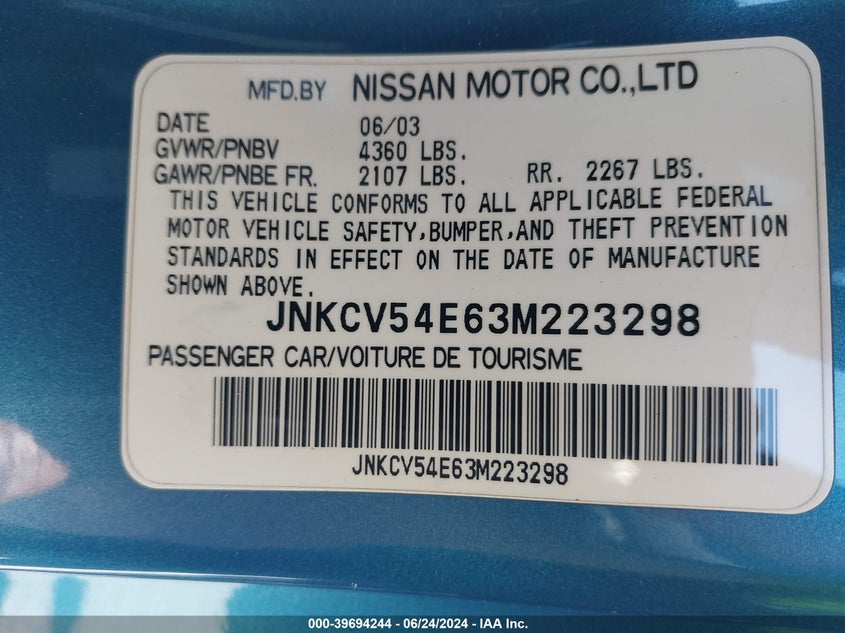 MFD.BY NISSAN MOTOR CO.,LTD
DATE 06/03
GVWR/PNBV 4360 LBS.
GAWR/PNBE FR. 2107 LBS. RR. 2267 LBS.
THIS VEHICLE CONFORMS TO ALL APPLICABLE FEDERAL
MOTOR VEHICLE SAFETY,BUMPER,AND THEFT PREVENTION
STANDARDS IN EFFECT ON THE DATE OF MANUFACTURE
SHOWN ABOVE.
JNKCV54E63M223298
PASSENGER CAR/VOITURE DE TOURISME
JNKCV54E63M223298
000-39694244 - 06/24/2024 - IAA Inc.